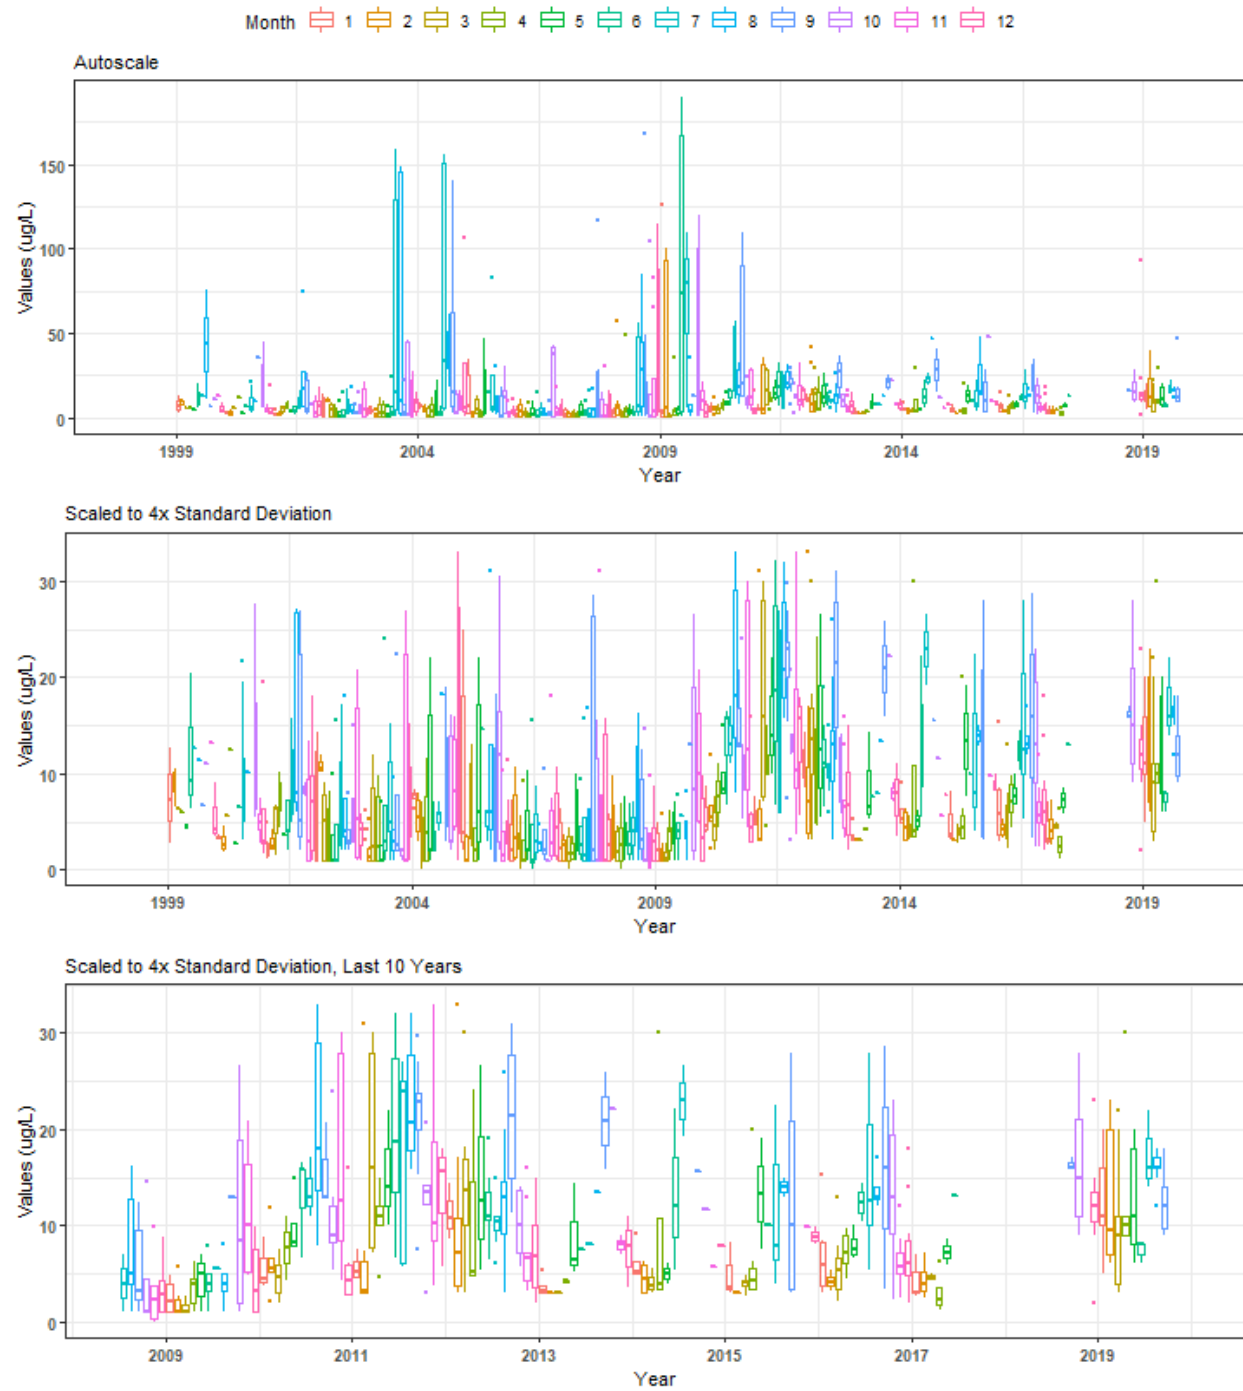 Month 1 2 3 4 5 6 7 8 9 10 11 12
Autoscale
150
100
50
0
Values (ug/L)
1999 2004 2009 2014 2019
Year
Scaled to 4x Standard Deviation
30
20
10
0
Values (ug/L)
1999 2004 2009 2014 2019
Year
Scaled to 4x Standard Deviation, Last 10 Years
30
20
10
0
Values (ug/L)
2009 2011 2013 2015 2017 2019
Year